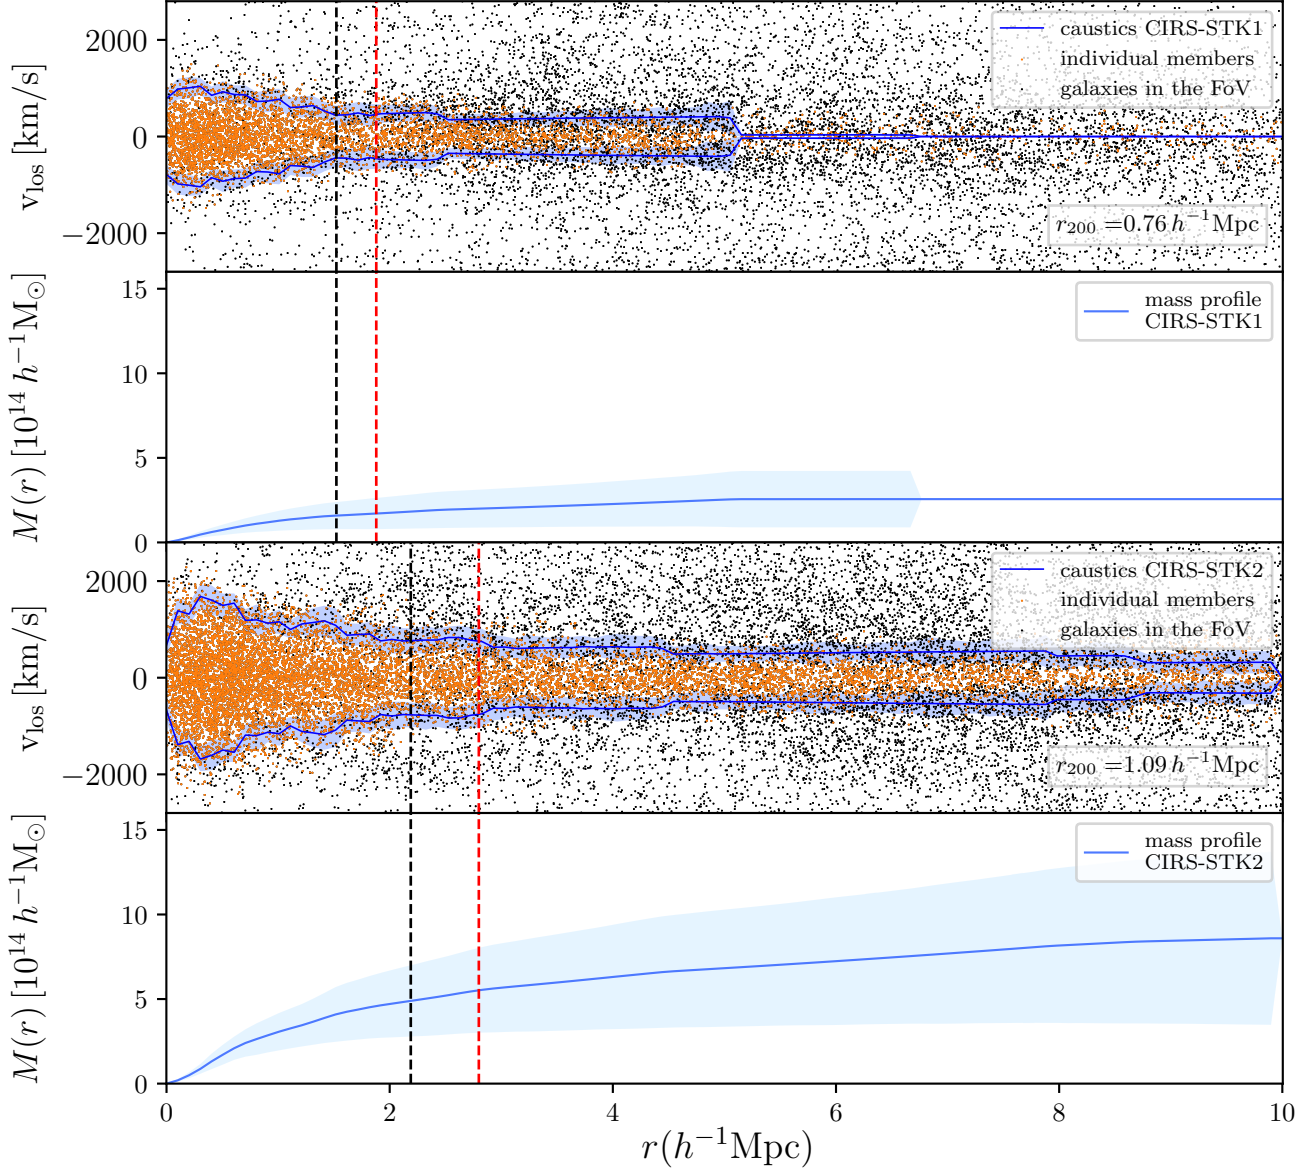 2000
0
−2000
v_los [km/s]
caustics CIRS-STK1
individual members
galaxies in the FoV
r_200 =0.76 h^−1 Mpc
15
10
5
0
M(r) [10^14 h^−1 M_⊙]
mass profile
CIRS-STK1
2000
0
−2000
v_los [km/s]
caustics CIRS-STK2
individual members
galaxies in the FoV
r_200 =1.09 h^−1 Mpc
15
10
5
0
M(r) [10^14 h^−1 M_⊙]
mass profile
CIRS-STK2
0 2 4 6 8 10
r(h^−1 Mpc)